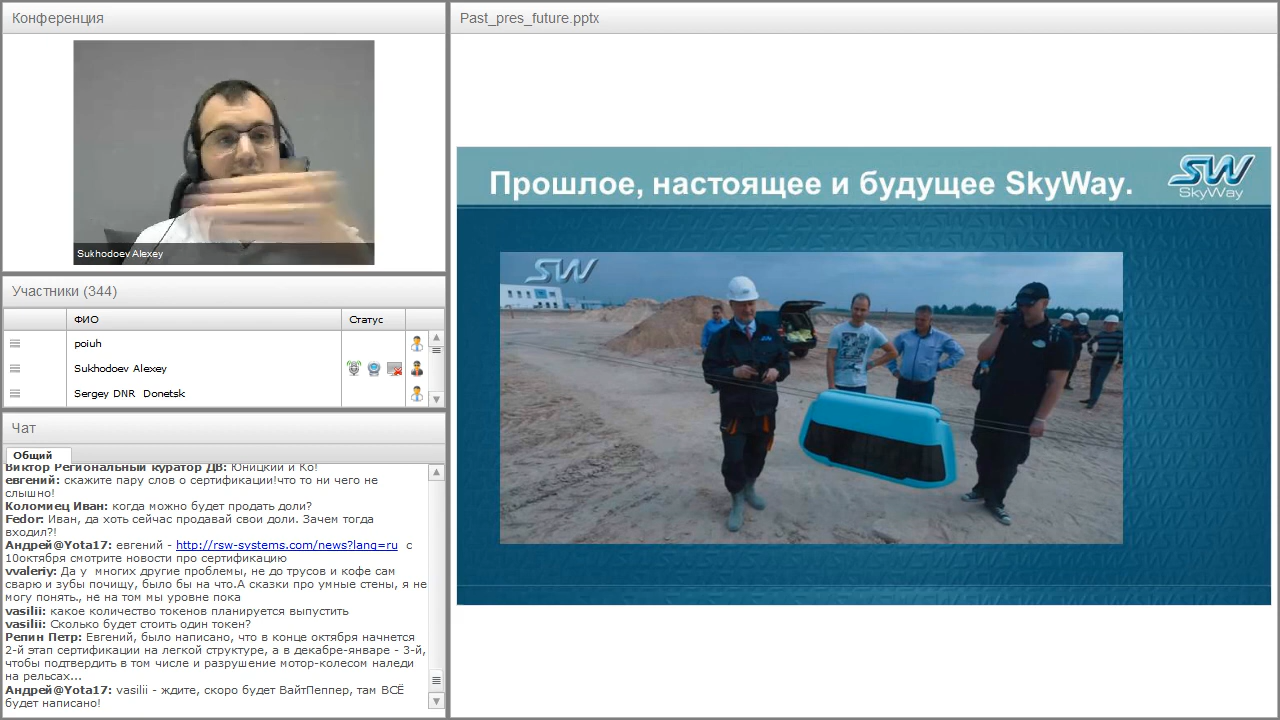 Конференция
Sukhodoev Alexey
Участники (344)
ФИО
Статус
poiuh
Sukhodoev Alexey
Sergey DNR Donetsk
Чат
Общий
Виктор Региональный куратор ДВ: Юницкий и Ко!
евгений: скажите пару слов о сертификации!что то ни чего не
слышно!
Коломиец Иван: когда можно будет продать доли?
Fedor: Иван, да хоть сейчас продавай свои доли. Зачем тогда
входил?!
Андрей@Yota17: евгений - http://rsw-systems.com/news?lang=ru с
10октября смотрите новости про сертификацию
vvaleriy: Да у многих другие проблемы, не до трусов и кофе сам
сварю и зубы почищу, было бы на что.А сказки про умные стены, я не
могу понять., не на том мы уровне пока
vasilii: какое количество токенов планируется выпустить
vasilii: Сколько будет стоить один токен?
Репин Петр: Евгений, было написано, что в конце октября начнется
2-й этап сертификации на легкой структуре, а в декабре-январе - 3-й,
чтобы подтвердить в том числе и разрушение мотор-колесом наледи
на рельсах...
Андрей@Yota17: vasilii - ждите, скоро будет ВайтПеппер, там ВСЁ
будет написано!
Past_pres_future.pptx
Прошлое, настоящее и будущее SkyWay.
SW
SkyWay
SW